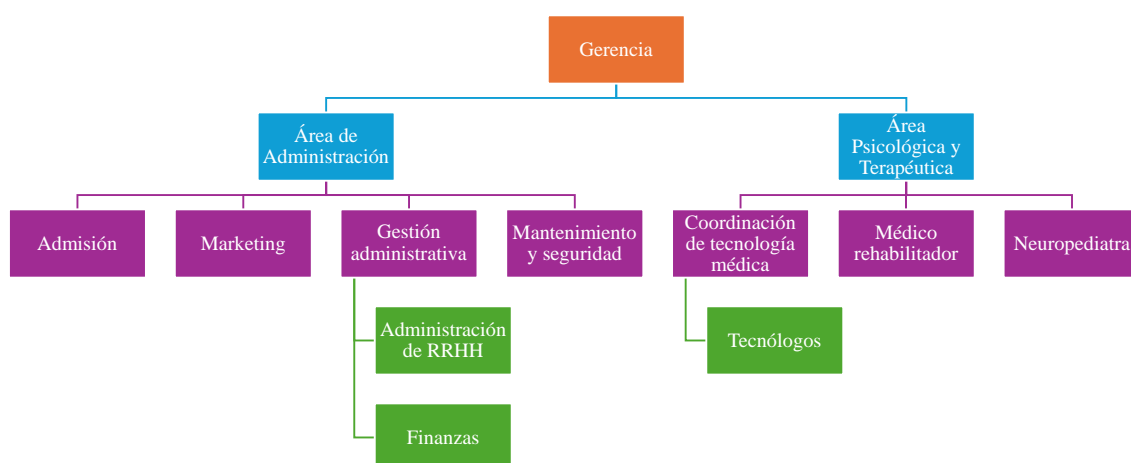 Gerencia
Área de
Administración
Área
Psicológica y
Terapéutica
Admisión
Marketing
Gestión
administrativa
Mantenimiento
y seguridad
Coordinación
de tecnología
médica
Médico
rehabilitador
Neuropediatra
Administración
de RRHH
Tecnólogos
Finanzas